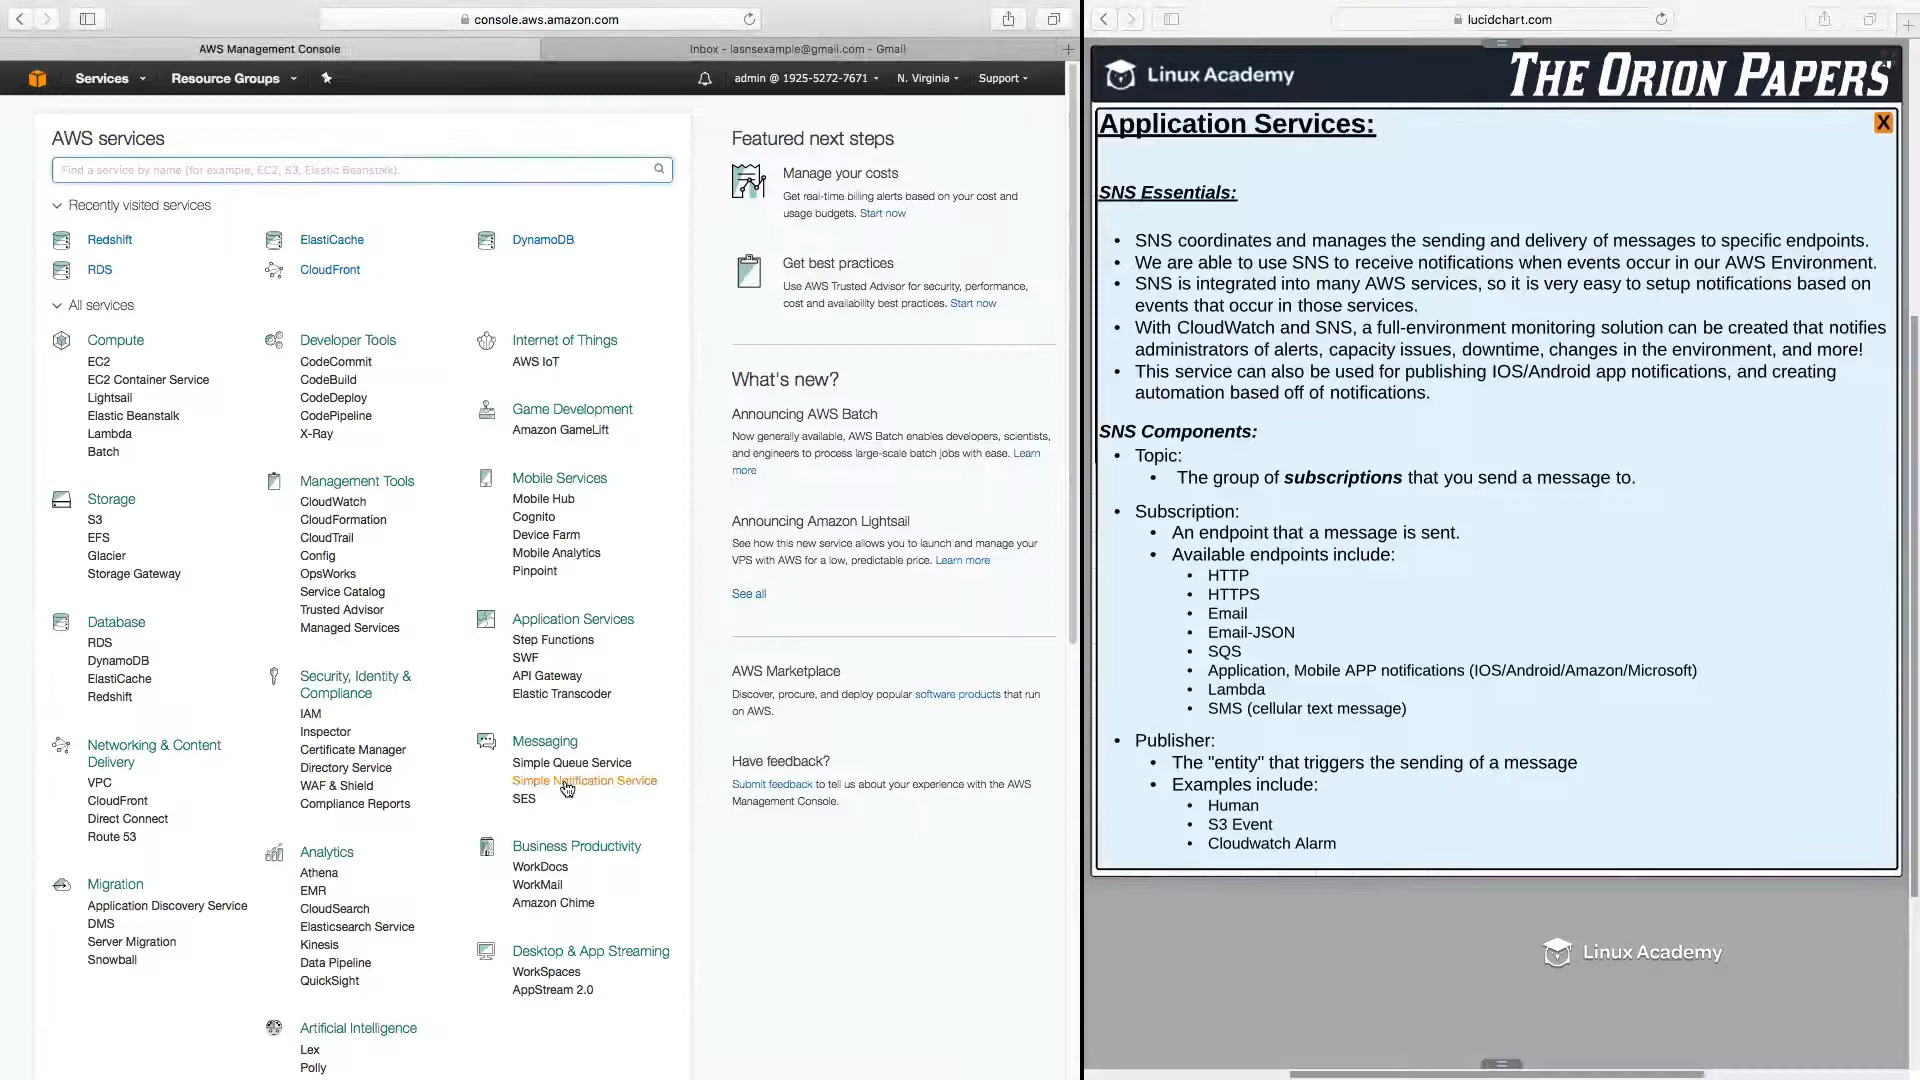 console.aws.amazon.com
AWS Management Console
Inbox - lasnsexample@gmail.com - Gmail
Services
Resource Groups
admin @ 1925-5272-7671
N. Virginia
Support
AWS services
Find a service by name (for example, EC2, S3, Elastic Beanstalk).
Recently visited services
Redshift
ElastiCache
DynamoDB
RDS
CloudFront
All services
Compute
EC2
EC2 Container Service
Lightsail
Elastic Beanstalk
Lambda
Batch
Storage
S3
EFS
Glacier
Storage Gateway
Database
RDS
DynamoDB
ElastiCache
Redshift
Networking & Content
Delivery
VPC
CloudFront
Direct Connect
Route 53
Migration
Application Discovery Service
DMS
Server Migration
Snowball
Developer Tools
CodeCommit
CodeBuild
CodeDeploy
CodePipeline
X-Ray
Management Tools
CloudWatch
CloudFormation
CloudTrail
Config
OpsWorks
Service Catalog
Trusted Advisor
Managed Services
Security, Identity &
Compliance
IAM
Inspector
Certificate Manager
Directory Service
WAF & Shield
Compliance Reports
Analytics
Athena
EMR
CloudSearch
Elasticsearch Service
Kinesis
Data Pipeline
QuickSight
Artificial Intelligence
Lex
Polly
Internet of Things
AWS IoT
Game Development
Amazon GameLift
Mobile Services
Mobile Hub
Cognito
Device Farm
Mobile Analytics
Pinpoint
Application Services
Step Functions
SWF
API Gateway
Elastic Transcoder
Messaging
Simple Queue Service
Simple Notification Service
SES
Business Productivity
WorkDocs
WorkMail
Amazon Chime
Desktop & App Streaming
WorkSpaces
AppStream 2.0
Featured next steps
Manage your costs
Get real-time billing alerts based on your cost and
usage budgets. Start now
Get best practices
Use AWS Trusted Advisor for security, performance,
cost and availability best practices. Start now
What's new?
Announcing AWS Batch
Now generally available, AWS Batch enables developers, scientists,
and engineers to process large-scale batch jobs with ease. Learn
more
Announcing Amazon Lightsail
See how this new service allows you to launch and manage your
VPS with AWS for a low, predictable price. Learn more
See all
AWS Marketplace
Discover, procure, and deploy popular software products that run
on AWS.
Have feedback?
Submit feedback to tell us about your experience with the AWS
Management Console.
lucidchart.com
Linux Academy
THE ORION PAPERS
Application Services:
X
SNS Essentials:
• SNS coordinates and manages the sending and delivery of messages to specific endpoints.
• We are able to use SNS to receive notifications when events occur in our AWS Environment.
• SNS is integrated into many AWS services, so it is very easy to setup notifications based on
events that occur in those services.
• With CloudWatch and SNS, a full-environment monitoring solution can be created that notifies
administrators of alerts, capacity issues, downtime, changes in the environment, and more!
• This service can also be used for publishing IOS/Android app notifications, and creating
automation based off of notifications.
SNS Components:
• Topic:
• The group of subscriptions that you send a message to.
• Subscription:
• An endpoint that a message is sent.
• Available endpoints include:
• HTTP
• HTTPS
• Email
• Email-JSON
• SQS
• Application, Mobile APP notifications (IOS/Android/Amazon/Microsoft)
• Lambda
• SMS (cellular text message)
• Publisher:
• The "entity" that triggers the sending of a message
• Examples include:
• Human
• S3 Event
• Cloudwatch Alarm
Linux Academy